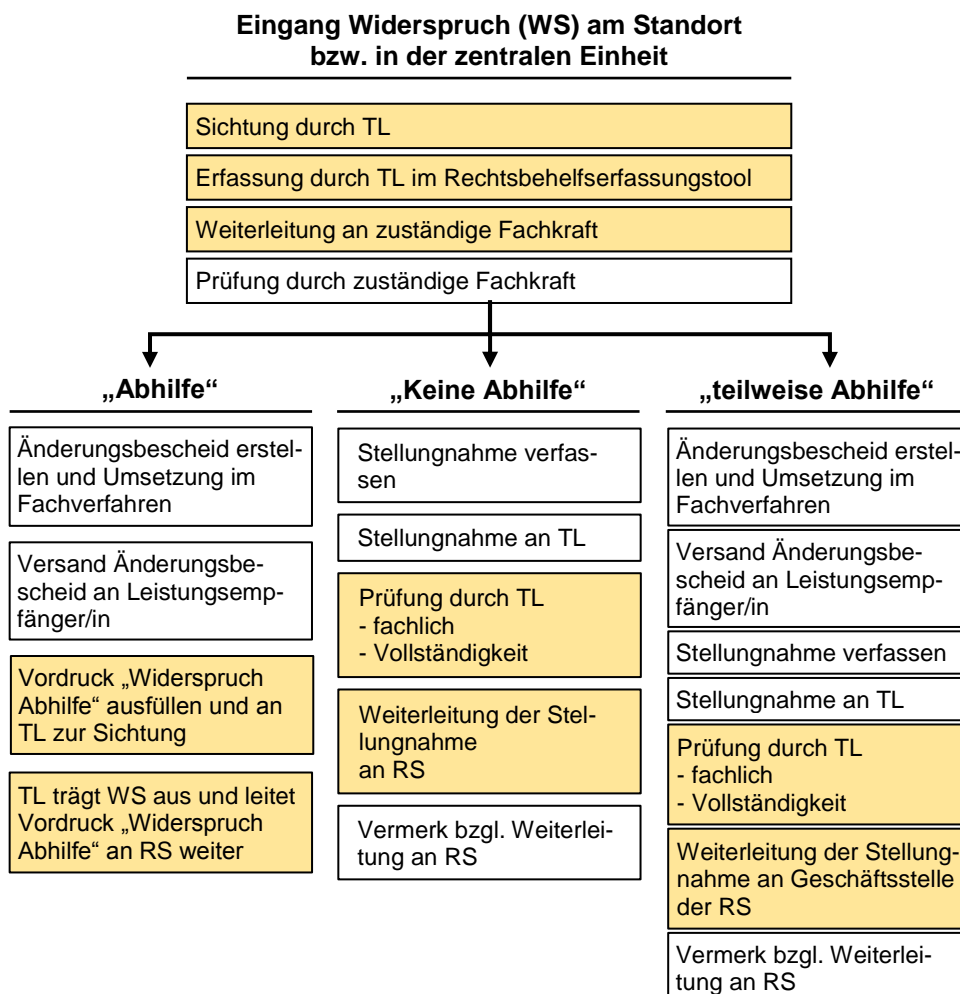 Eingang Widerspruch (WS) am Standort
bzw. in der zentralen Einheit
Sichtung durch TL
Erfassung durch TL im Rechtsbehelfserfassungstool
Weiterleitung an zuständige Fachkraft
Prüfung durch zuständige Fachkraft
„Abhilfe“
Änderungsbescheid erstel-
len und Umsetzung im
Fachverfahren
Versand Änderungsbe-
scheid an Leistungsemp-
fänger/in
Vordruck „Widerspruch
Abhilfe“ ausfüllen und an
TL zur Sichtung
TL trägt WS aus und leitet
Vordruck „Widerspruch
Abhilfe“ an RS weiter
„Keine Abhilfe“
Stellungnahme verfas-
sen
Stellungnahme an TL
Prüfung durch TL
- fachlich
- Vollständigkeit
Weiterleitung der Stel-
lungnahme
an RS
Vermerk bzgl. Weiterlei-
tung an RS
„teilweise Abhilfe“
Änderungsbescheid erstel-
len und Umsetzung im
Fachverfahren
Versand Änderungsbe-
scheid an Leistungsemp-
fänger/in
Stellungnahme verfassen
Stellungnahme an TL
Prüfung durch TL
- fachlich
- Vollständigkeit
Weiterleitung der Stellung-
nahme an Geschäftsstelle
der RS
Vermerk bzgl. Weiterlei-
tung an RS